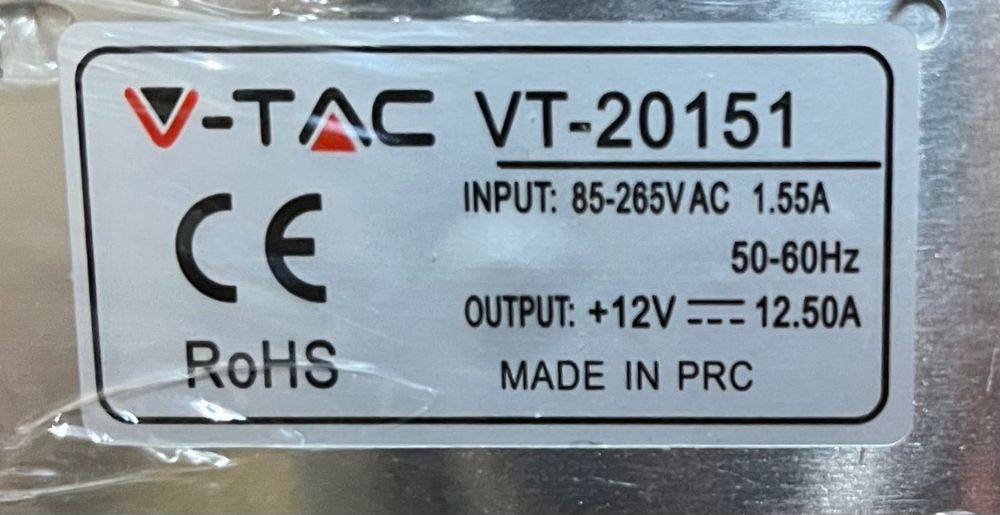 V-TAC VT-20151
INPUT: 85-265VAC 1.55A
50-60Hz
OUTPUT: +12V 12.50A
CE
RoHS
MADE IN PRC